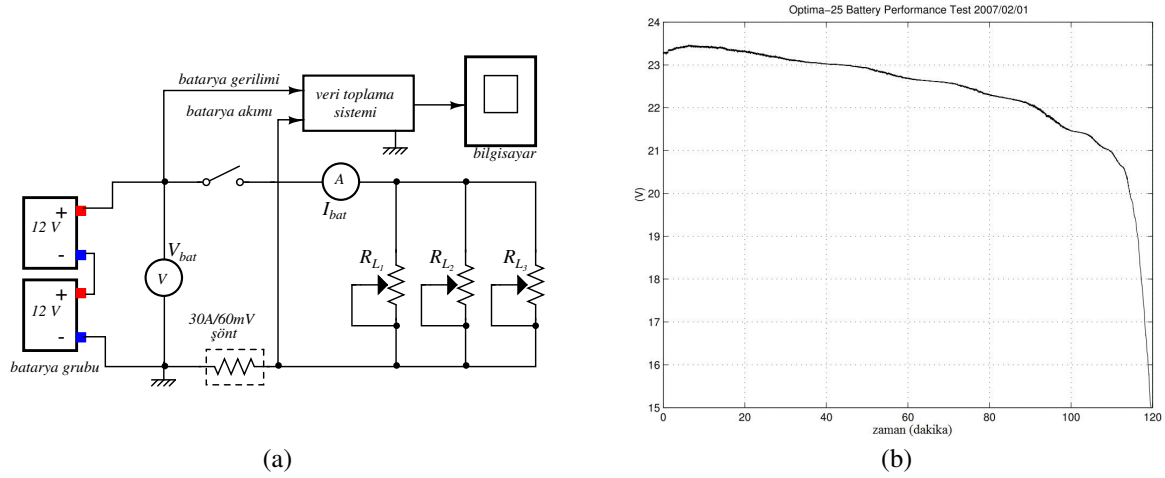 batarya gerilimi
batarya akımı
veri toplama
sistemi
bilgisayar
A
I_bat
+
12 V
-
+
12 V
-
batarya grubu
V_bat
V
30A/60mV
şönt
R_L1
R_L2
R_L3
(a)
Optima-25 Battery Performance Test 2007/02/01
24
23
22
21
20
19
18
17
16
15
(V)
0 20 40 60 80 100 120
zaman (dakika)
(b)